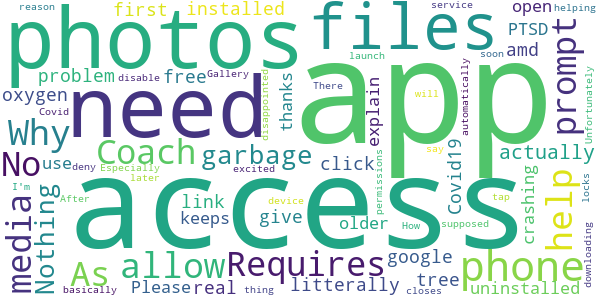 reason
first installed
service
open helping
photos
files
launch
PTSD
prompt
soon
amd
Unfortunately
problem
disable
free
Gallery
There
app
oxygen
Covid
need
disappointed
thanks
explain
will
automatically
Why
Coach
garbage
say
actually
No
use
deny
Especially
later
excited
click
permissions
Covid19
crashing
help
locks
I'm
media
Nothing
After
link
keeps
give
older
device
How
access
tap
supposed
downloading
As
allow
Requires
google
tree
phone
basically
Please
real
thing
litterally
closes
uninstalled